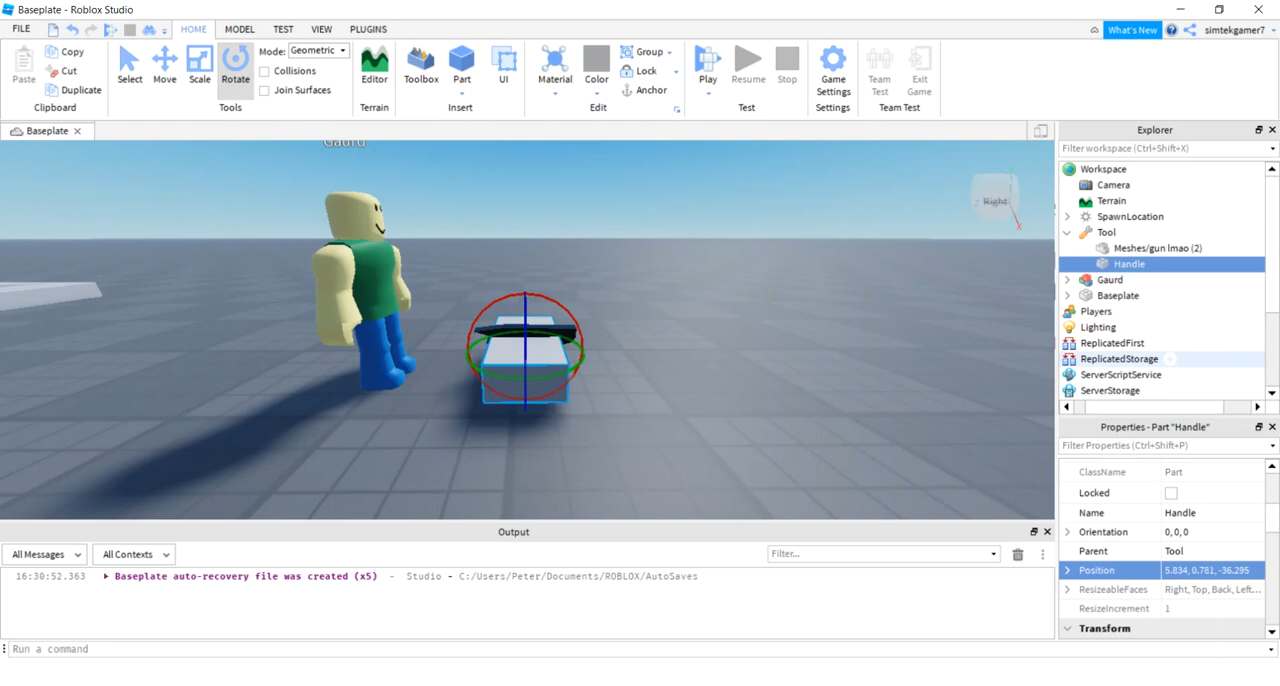 Baseplate - Roblox Studio
FILE HOME MODEL TEST VIEW PLUGINS What's New simtekgamer7
Paste Copy Cut Duplicate Clipboard
Select Move Scale Rotate Mode: Geometric Collisions Join Surfaces Tools
Editor Terrain
Toolbox Part UI Insert
Material Color Group Lock Anchor Edit
Play Resume Stop Test
Game Settings Settings
Team Test Exit Game Team Test
Baseplate
Gaurd
Right
Z
X
Explorer
Filter workspace (Ctrl+Shift+X)
Workspace
Camera
Terrain
SpawnLocation
Tool
Meshes/gun lmao (2)
Handle
Gaurd
Baseplate
Players
Lighting
ReplicatedFirst
ReplicatedStorage
ServerScriptService
ServerStorage
Properties - Part "Handle"
Filter Properties (Ctrl+Shift+P)
ClassName Part
Locked
Name Handle
Orientation 0, 0, 0
Parent Tool
Position 5.834, 0.781, -36.295
ResizeableFaces Right, Top, Back, Left...
ResizeIncrement 1
Transform
Output
All Messages All Contexts Filter...
16:30:52.363 Baseplate auto-recovery file was created (x5) - Studio - C:/Users/Peter/Documents/ROBLOX/AutoSaves
Run a command